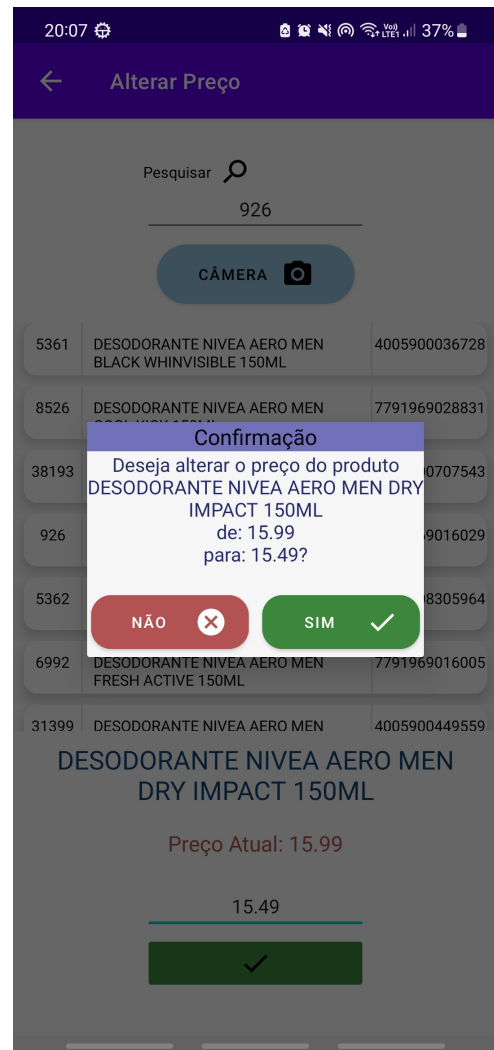 20:07
Vo))
LTE1
37%
Alterar Preço
Pesquisar
926
CÂMERA
5361 DESODORANTE NIVEA AERO MEN 4005900036728
BLACK WHINVISIBLE 150ML
8526 DESODORANTE NIVEA AERO MEN 7791969028831
Confirmação
Deseja alterar o preço do produto
DESODORANTE NIVEA AERO MEN DRY
IMPACT 150ML
de: 15.99
para: 15.49?
NÃO
SIM
38193 00707543
926 9016029
5362 8305964
6992 DESODORANTE NIVEA AERO MEN 7791969016005
FRESH ACTIVE 150ML
31399 DESODORANTE NIVEA AERO MEN 4005900449559
DESODORANTE NIVEA AERO MEN
DRY IMPACT 150ML
Preço Atual: 15.99
15.49